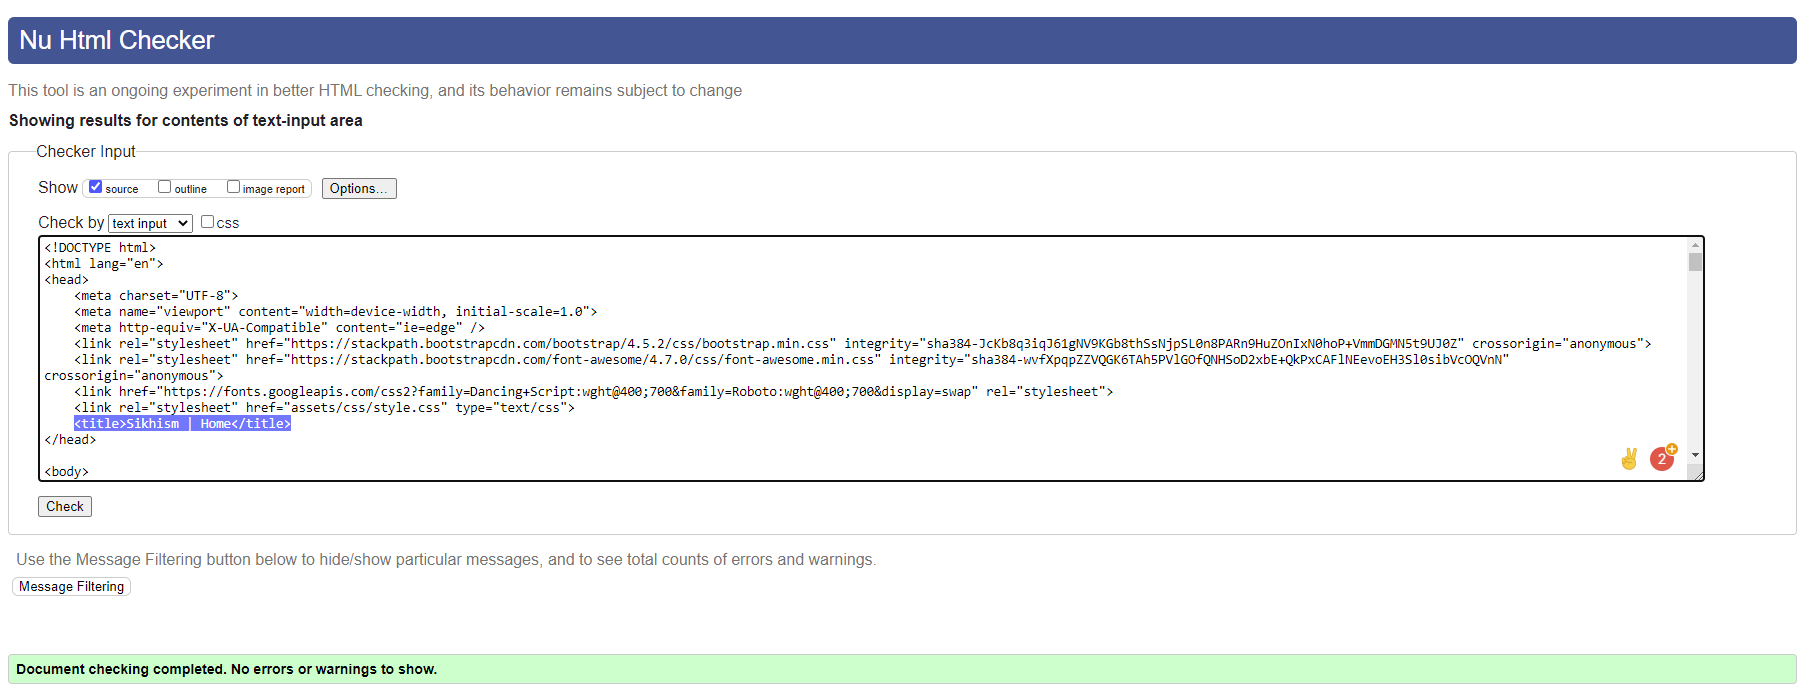 Nu Html Checker
This tool is an ongoing experiment in better HTML checking, and its behavior remains subject to change
Showing results for contents of text-input area
Checker Input
Show source outline image report Options...
Check by text input css
<!DOCTYPE html>
<html lang="en">
<head>
<meta charset="UTF-8">
<meta name="viewport" content="width=device-width, initial-scale=1.0">
<meta http-equiv="X-UA-Compatible" content="ie=edge" />
<link rel="stylesheet" href="https://stackpath.bootstrapcdn.com/bootstrap/4.5.2/css/bootstrap.min.css" integrity="sha384-JcKb8q3iqJ61gNV9KGb8thSsNjpSL0n8PARn9HuZOnIxN0hoP+VmmDGMN5t9UJ0Z" crossorigin="anonymous">
<link rel="stylesheet" href="https://stackpath.bootstrapcdn.com/font-awesome/4.7.0/css/font-awesome.min.css" integrity="sha384-wvfXpqpZZVQGK6TAh5PVlGOfQNHSoD2xbE+QkPxCAFlNEevoEH3Sl0sibVcOQVnN"
crossorigin="anonymous">
<link href="https://fonts.googleapis.com/css2?family=Dancing+Script:wght@400;700&family=Roboto:wght@400;700&display=swap" rel="stylesheet">
<link rel="stylesheet" href="assets/css/style.css" type="text/css">
<title>Sikhism | Home</title>
</head>
<body>
2
Check
Use the Message Filtering button below to hide/show particular messages, and to see total counts of errors and warnings.
Message Filtering
Document checking completed. No errors or warnings to show.